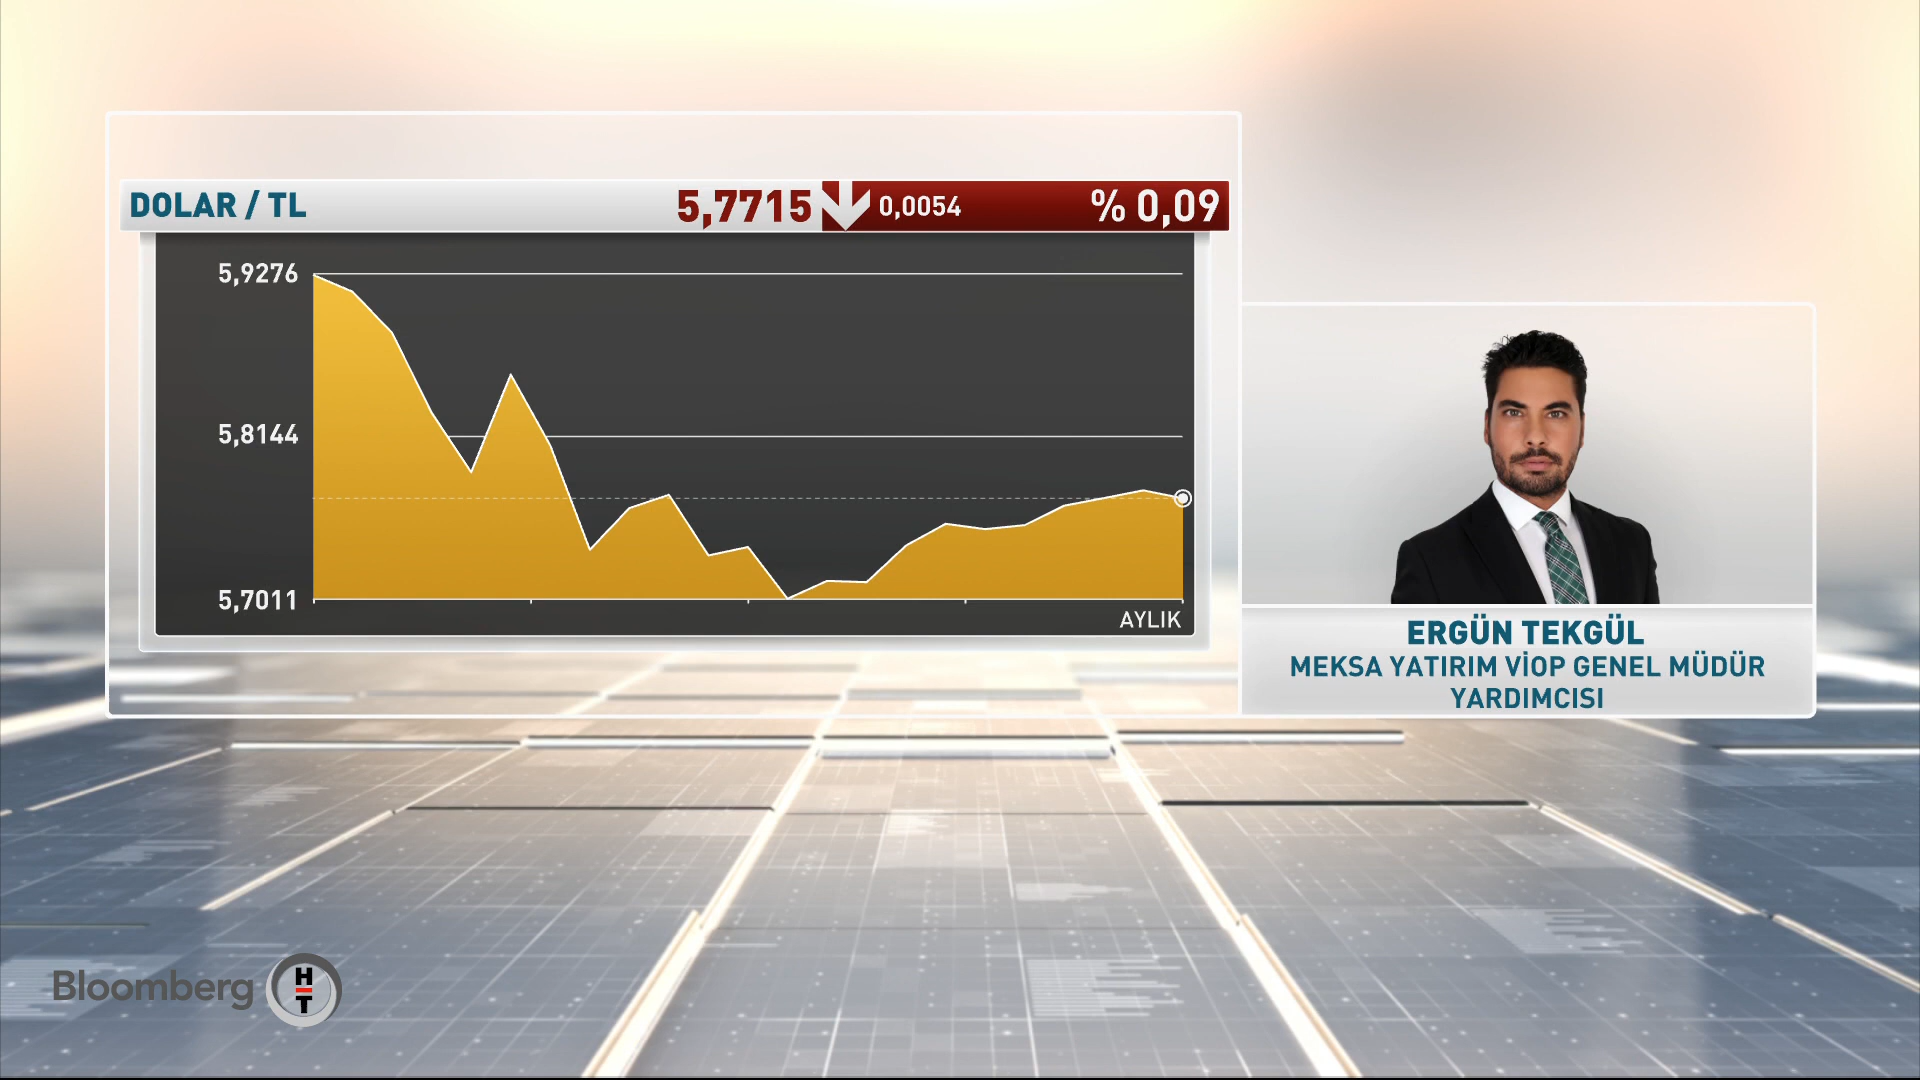 DOLAR / TL
5,7715
0,0054
% 0,09
5,9276
5,8144
5,7011
AYLIK
ERGÜN TEKGÜL
MEKSA YATIRIM VİOP GENEL MÜDÜR
YARDIMCISI
Bloomberg HT